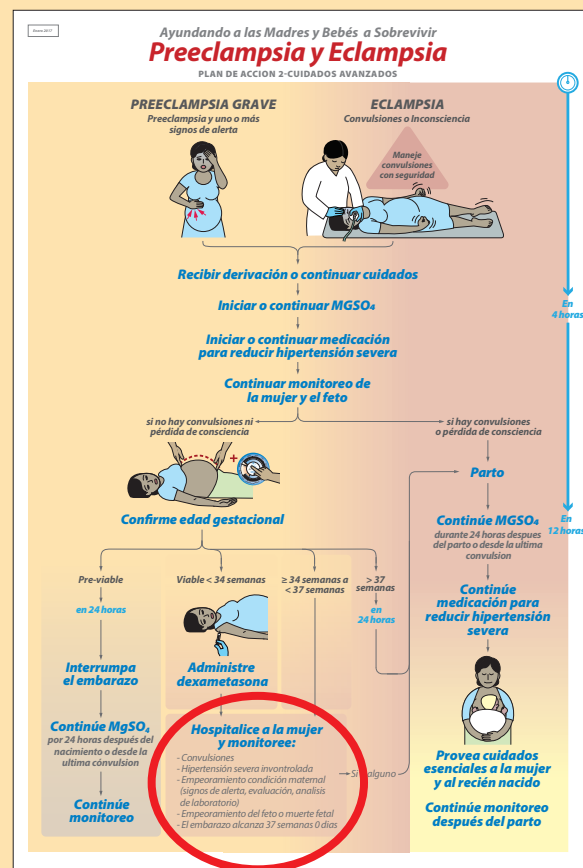 Enero 2017
Ayundando a las Madres y Bebés a Sobrevivir
Preeclampsia y Eclampsia
PLAN DE ACCION 2-CUIDADOS AVANZADOS
PREECLAMPSIA GRAVE
Preeclampsia y uno o más
signos de alerta
ECLAMPSIA
Convulsiones o Inconsciencia
Maneje
convulsiones
con seguridad
Recibir derivación o continuar cuidados
Iniciar o continuar MGSO₄
Iniciar o continuar medicación
para reducir hipertensión severa
Continuar monitoreo de
la mujer y el feto
En
4 horas
si no hay convulsiones ni
pérdida de consciencia
si hay convulsiones
o pérdida de consciencia
+
Confirme edad gestacional
Parto
Continúe MGSO₄
durante 24 horas despues
del parto o desde la ultima
convulsion
En
12 horas
Pre-viable
en 24 horas
Interrumpa
el embarazo
Continúe MgSO₄
por 24 horas después del
nacimiento o desde la
ultima cónvulsion
Continúe
monitoreo
Viable < 34 semanas
Administre
dexametasona
≥ 34 semanas a
< 37 semanas
> 37
semanas
en
24 horas
Hospitalice a la mujer
y monitoree:
- Convulsiones
- Hipertensión severa involntrolada
- Empeoramiento condición maternal
(signos de alerta, evaluación, analisis
de laboratorio)
- Empeoramiento del feto o muerte fetal
- El embarazo alcanza 37 semanas 0 dias
Si alguno
Continúe
medicación para
reducir hipertensión
severa
Provea cuidados
esenciales a la mujer
y al recién nacido
Continúe monitoreo
después del parto